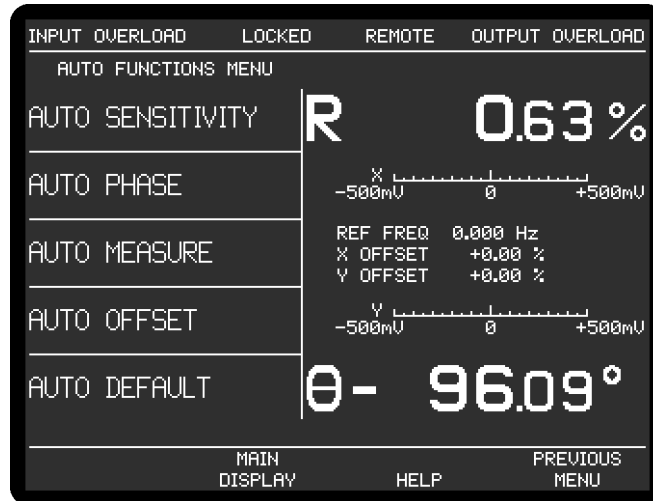 INPUT OVERLOAD LOCKED REMOTE OUTPUT OVERLOAD
AUTO FUNCTIONS MENU
AUTO SENSITIVITY
AUTO PHASE
AUTO MEASURE
AUTO OFFSET
AUTO DEFAULT
R 0.63 %
X
-500mV 0 +500mV
REF FREQ 0.000 Hz
X OFFSET +0.00 %
Y OFFSET +0.00 %
Y
-500mV 0 +500mV
θ- 96.09°
MAIN DISPLAY
HELP
PREVIOUS MENU